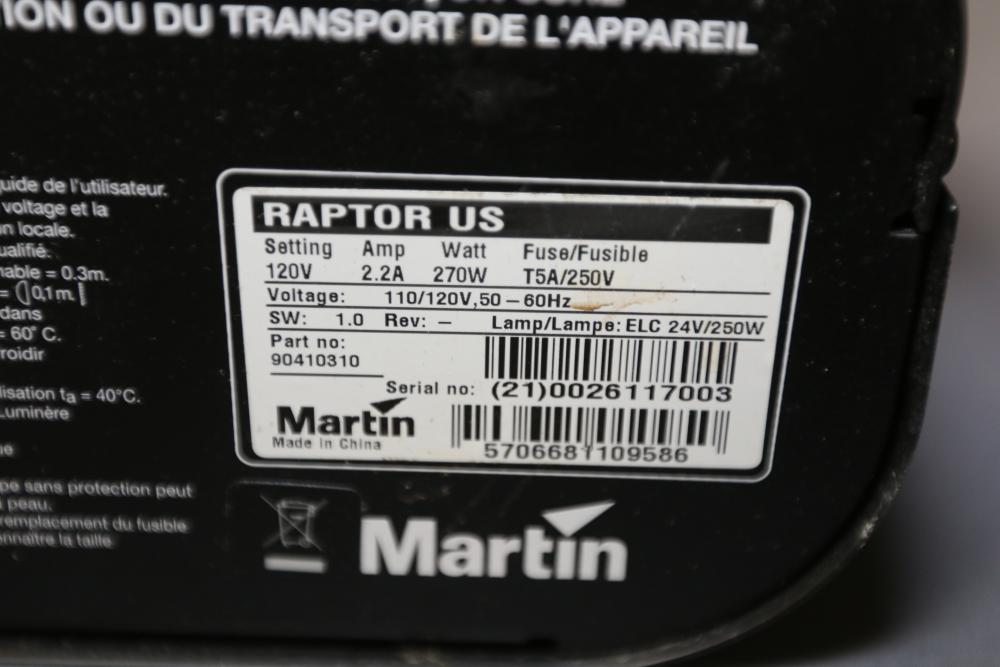 ION OU DU TRANSPORT DE L'APPAREIL
uide de l'utilisateur.
voltage et la
n locale.
ualifié.
nable = 0.3m.
= 0,1m
dans
= 60° C.
roidir
lisation ta = 40°C.
Luminère
ue
pe sans protection peut
peau.
remplacement du fusible
onnaître la taille
RAPTOR US
Setting Amp Watt Fuse/Fusible
120V 2.2A 270W T5A/250V
Voltage: 110/120V,50 – 60Hz
SW: 1.0 Rev: – Lamp/Lampe: ELC 24V/250W
Part no:
90410310
Serial no: (21)0026117003
Martin
Made in China
5706681109586
Martin